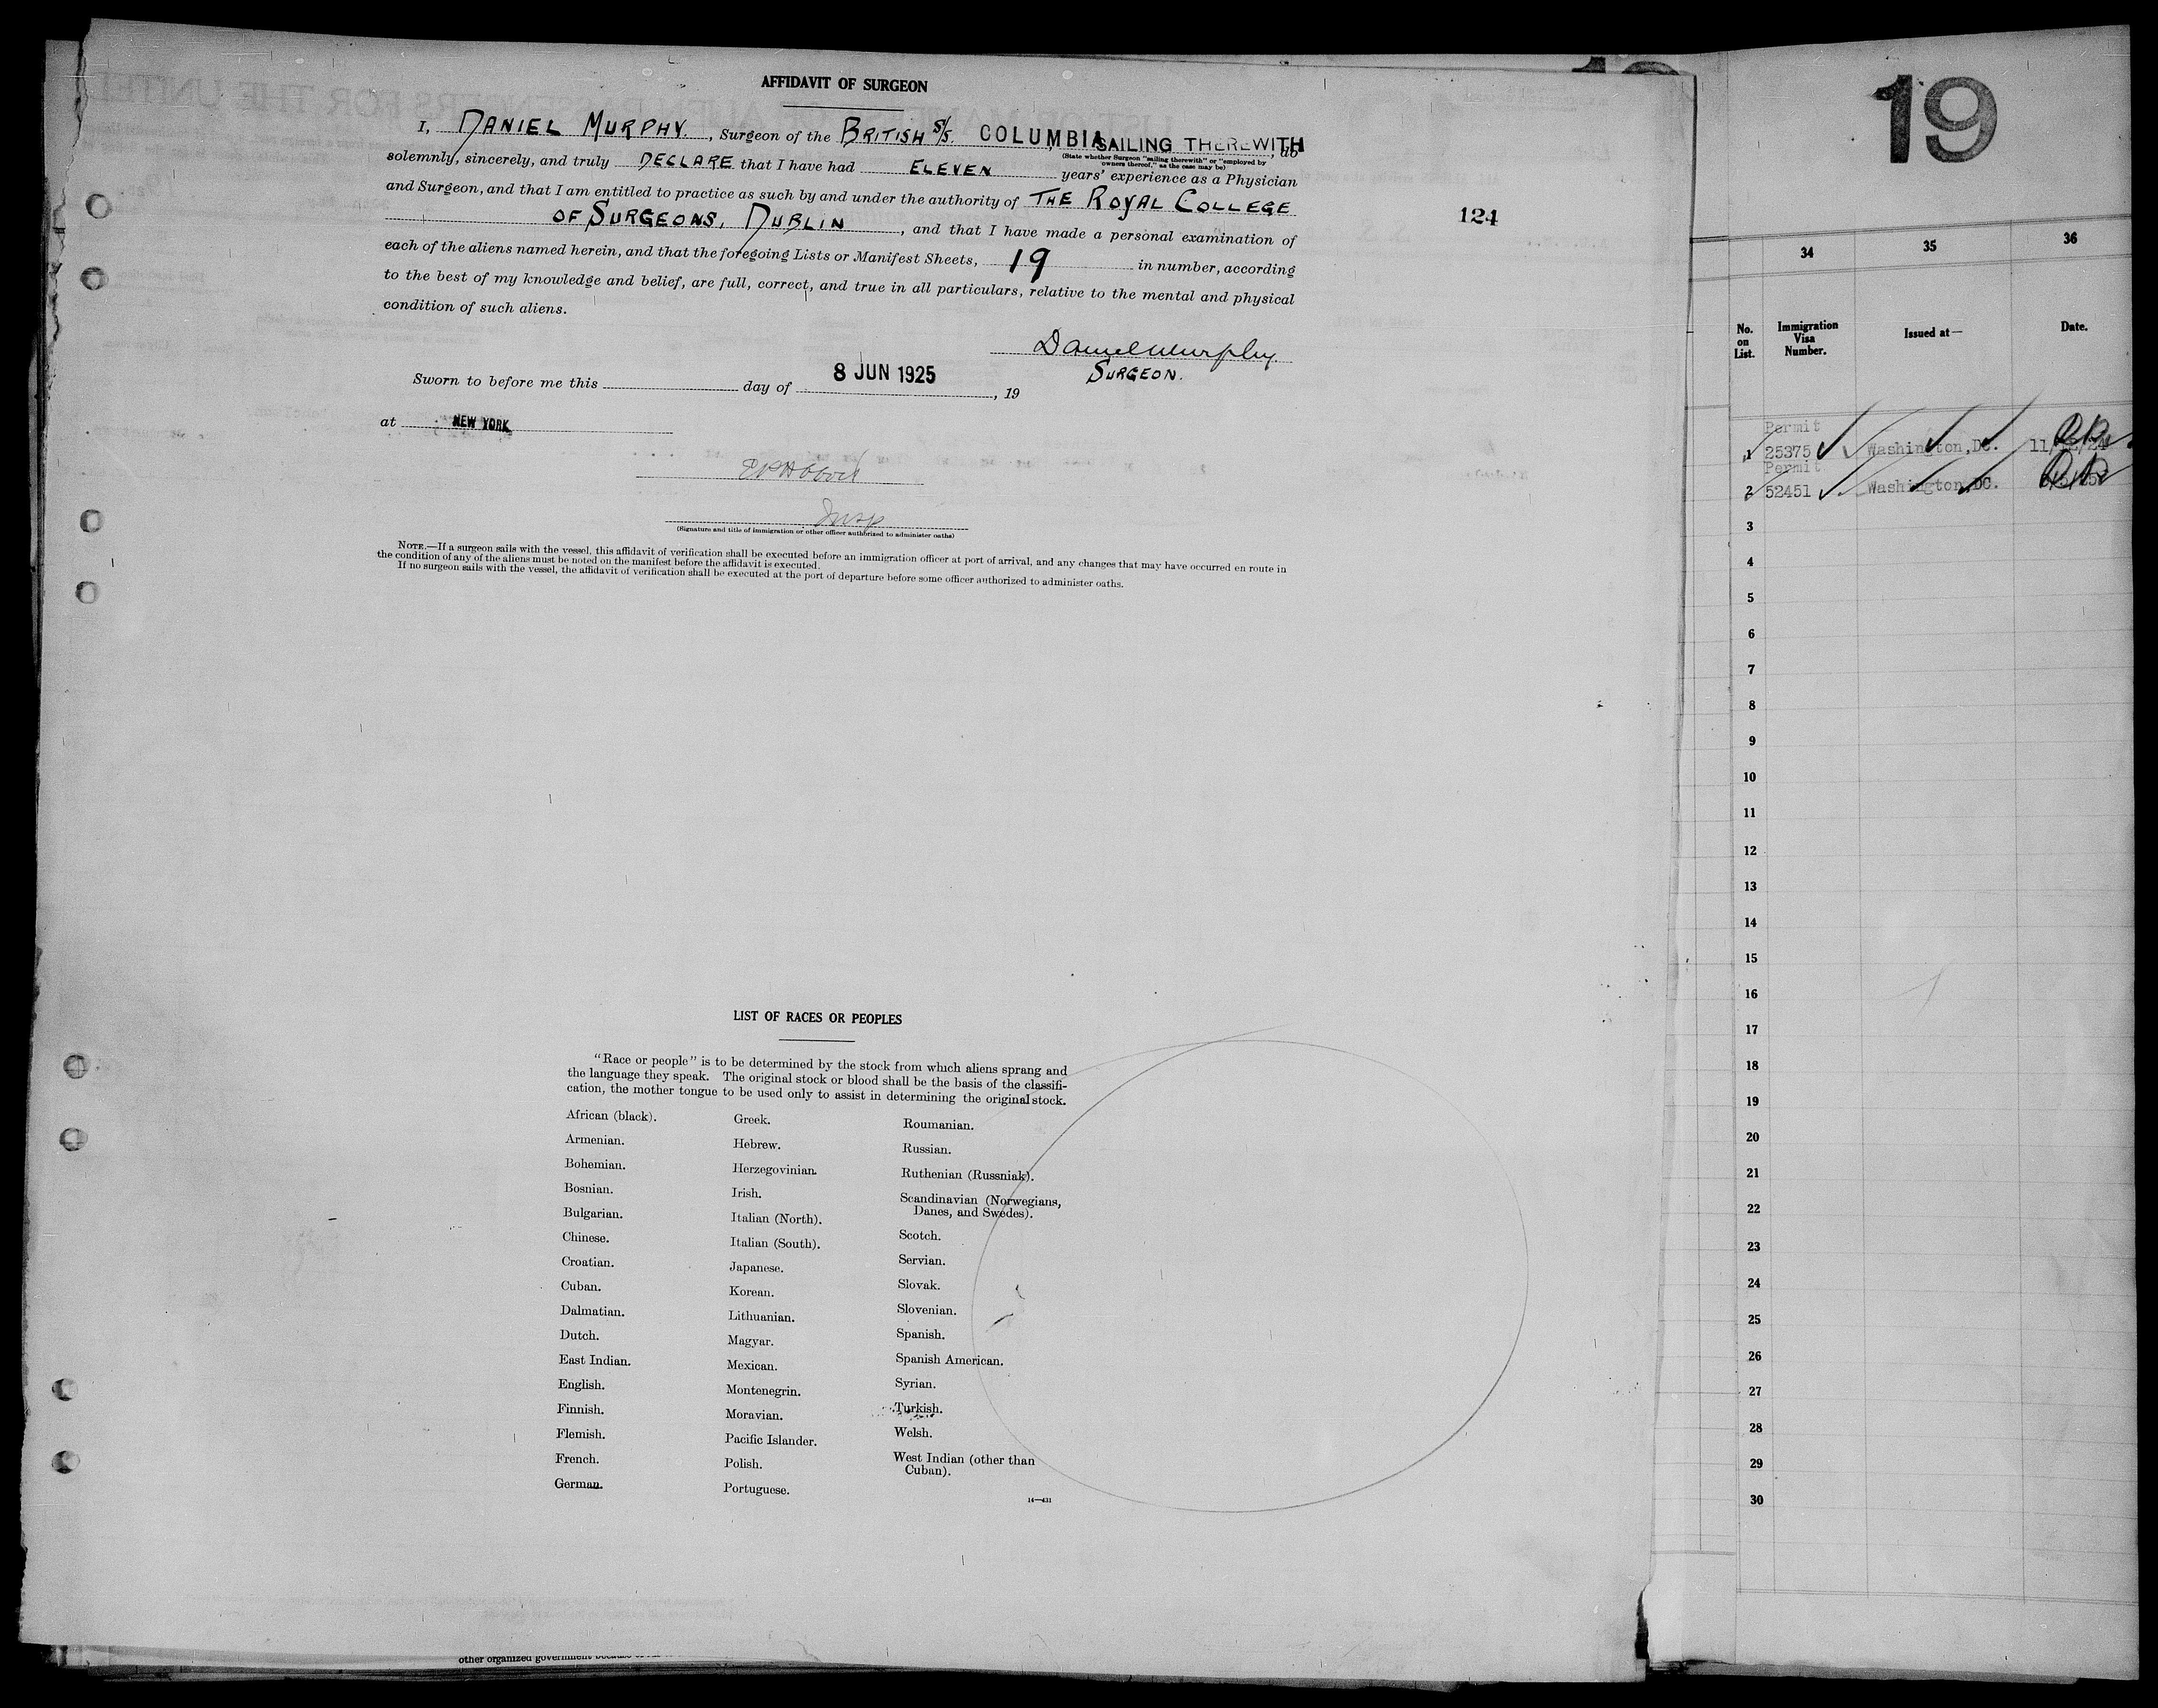 AFFIDAVIT OF SURGEON
I, DANIEL MURPHY. , Surgeon of the BRITISH S/S. COLUMBIA SAILING THEREWITH , do
(State whether Surgeon "sailing therewith" or "employed by
owners thereof," as the case may be)
solemnly, sincerely, and truly DECLARE that I have had ELEVEN years' experience as a Physician
and Surgeon, and that I am entitled to practice as such by and under the authority of THE ROYAL COLLEGE
OF SURGEONS, DUBLIN , and that I have made a personal examination of
each of the aliens named herein, and that the foregoing Lists or Manifest Sheets, 19 in number, according
to the best of my knowledge and belief, are full, correct, and true in all particulars, relative to the mental and physical
condition of such aliens.
Daniel Murphy.
SURGEON.
Sworn to before me this day of 8 JUN 1925 , 19
at NEW YORK
Insp
(Signature and title of immigration or other officer authorized to administer oaths)
NOTE.—If a surgeon sails with the vessel, this affidavit of verification shall be executed before an immigration officer at port of arrival, and any changes that may have occurred en route in
the condition of any of the aliens must be noted on the manifest before the affidavit is executed.
If no surgeon sails with the vessel, the affidavit of verification shall be executed at the port of departure before some officer authorized to administer oaths.
124
LIST OF RACES OR PEOPLES
"Race or people" is to be determined by the stock from which aliens sprang and
the language they speak. The original stock or blood shall be the basis of the classifi-
cation, the mother tongue to be used only to assist in determining the original stock.
African (black).
Armenian.
Bohemian.
Bosnian.
Bulgarian.
Chinese.
Croatian.
Cuban.
Dalmatian.
Dutch.
East Indian.
English.
Finnish.
Flemish.
French.
German.
Greek.
Hebrew.
Herzegovinian.
Irish.
Italian (North).
Italian (South).
Japanese.
Korean.
Lithuanian.
Magyar.
Mexican.
Montenegrin.
Moravian.
Pacific Islander.
Polish.
Portuguese.
Roumanian.
Russian.
Ruthenian (Russniak).
Scandinavian (Norwegians,
Danes, and Swedes).
Scotch.
Servian.
Slovak.
Slovenian.
Spanish.
Spanish American.
Syrian.
Turkish.
Welsh.
West Indian (other than
Cuban).
14—431
other organized government because
19
34 35 36
No. on List. Immigration Visa Number. Issued at— Date.
Permit
1 25375 Washington, DC.
Permit
2 52451 Washington, DC.
3
4
5
6
7
8
9
10
11
12
13
14
15
16
17
18
19
20
21
22
23
24
25
26
27
28
29
30